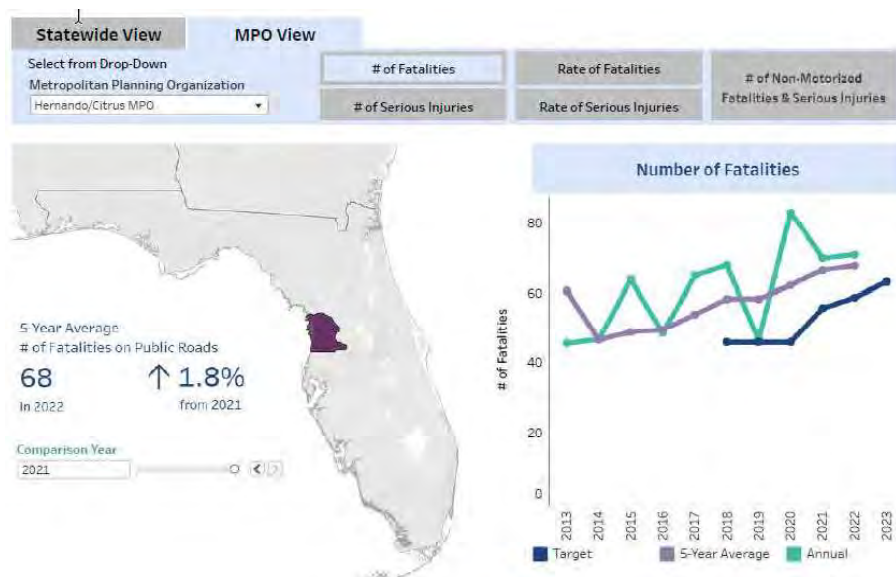 Statewide View
MPO View
Select from Drop-Down
Metropolitan Planning Organization
Hernando/Citrus MPO
# of Fatalities
Rate of Fatalities
# of Non-Motorized
Fatalities & Serious Injuries
# of Serious Injuries
Rate of Serious Injuries
5-Year Average
# of Fatalities on Public Roads
68
↑ 1.8%
in 2022
from 2021
Comparison Year
2021
Number of Fatalities
# of Fatalities
80
60
40
20
0
2013
2014
2015
2016
2017
2018
2019
2020
2021
2022
2023
Target
5-Year Average
Annual